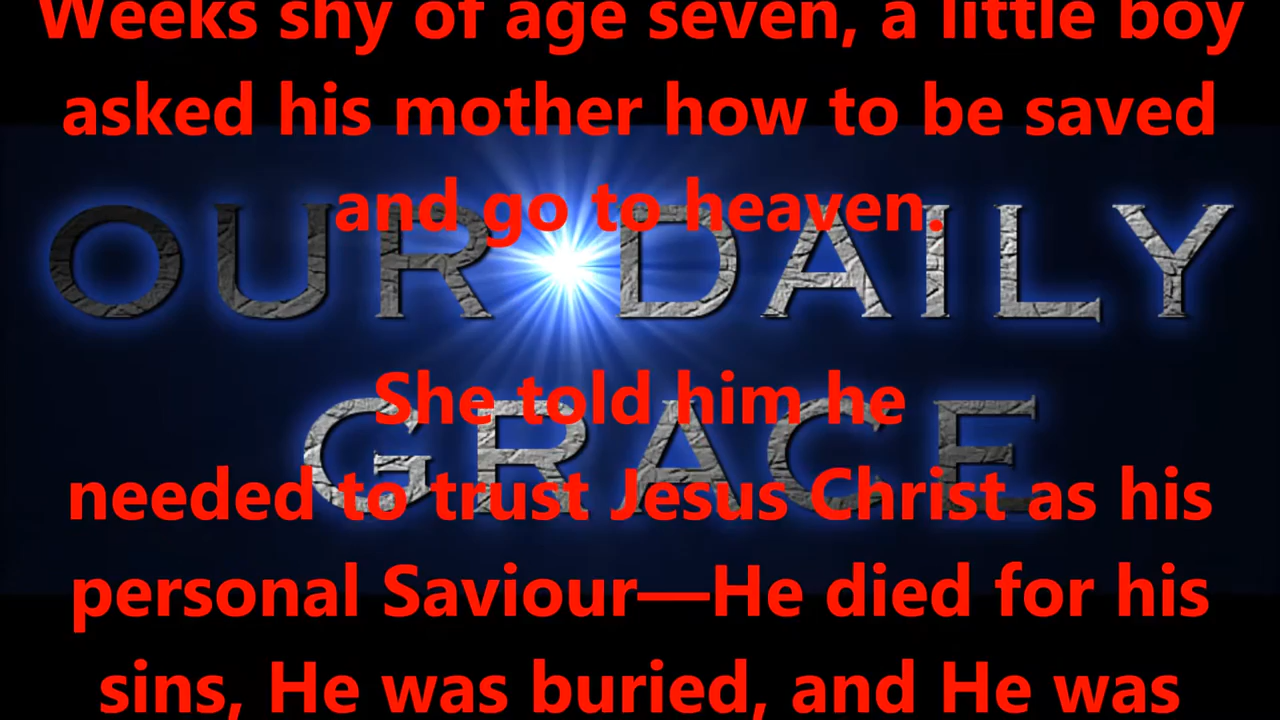 Weeks shy of age seven, a little boy
asked his mother how to be saved
and go to heaven.
OUR DAILY
GRACE
She told him he
needed to trust Jesus Christ as his
personal Saviour—He died for his
sins, He was buried, and He was